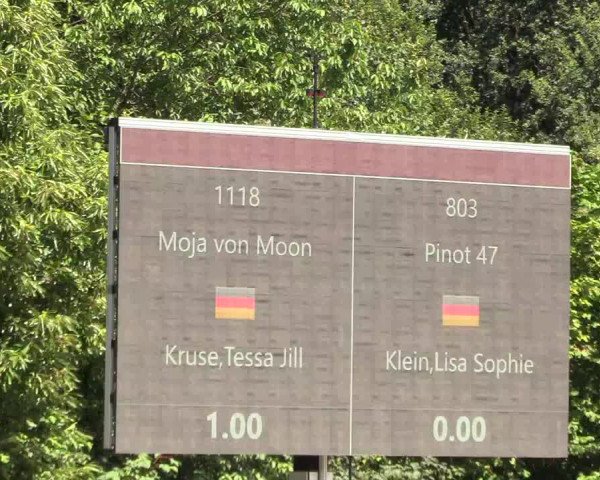 1118
Moja von Moon
Kruse,Tessa Jill
1.00
803
Pinot 47
Klein,Lisa Sophie
0.00